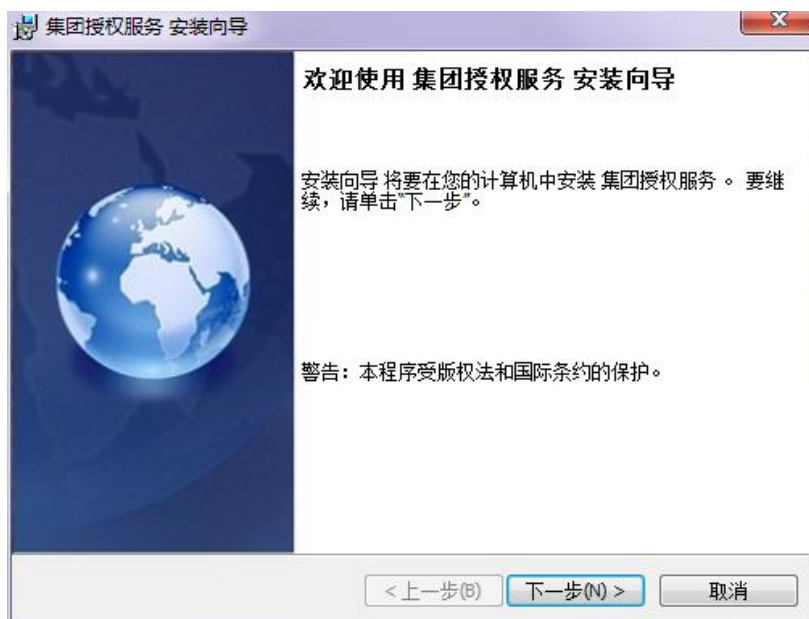 集团授权服务 安装向导
欢迎使用 集团授权服务 安装向导
安装向导 将要在您的计算机中安装 集团授权服务 。 要继
续，请单击“下一步”。
警告：本程序受版权法和国际条约的保护。
<上一步(B) 下一步(N) > 取消